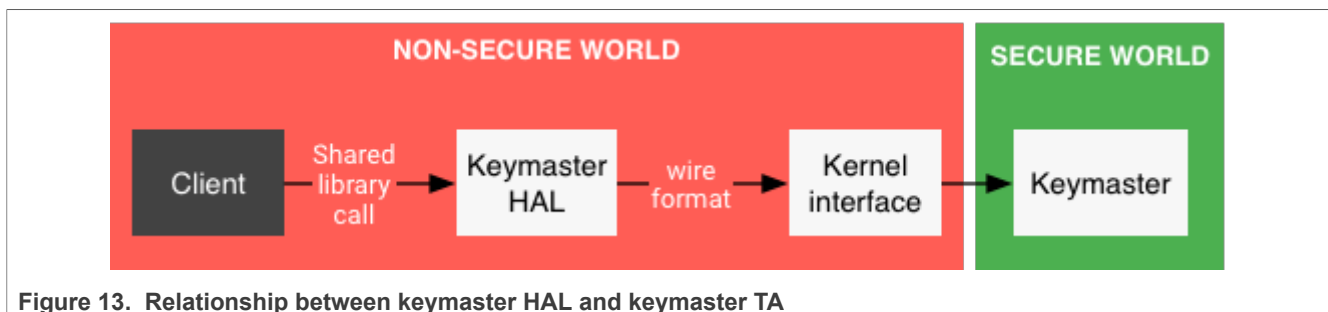 NON-SECURE WORLD
SECURE WORLD
Client
Shared
library
call
Keymaster
HAL
wire
format
Kernel
interface
Keymaster
Figure 13. Relationship between keymaster HAL and keymaster TA